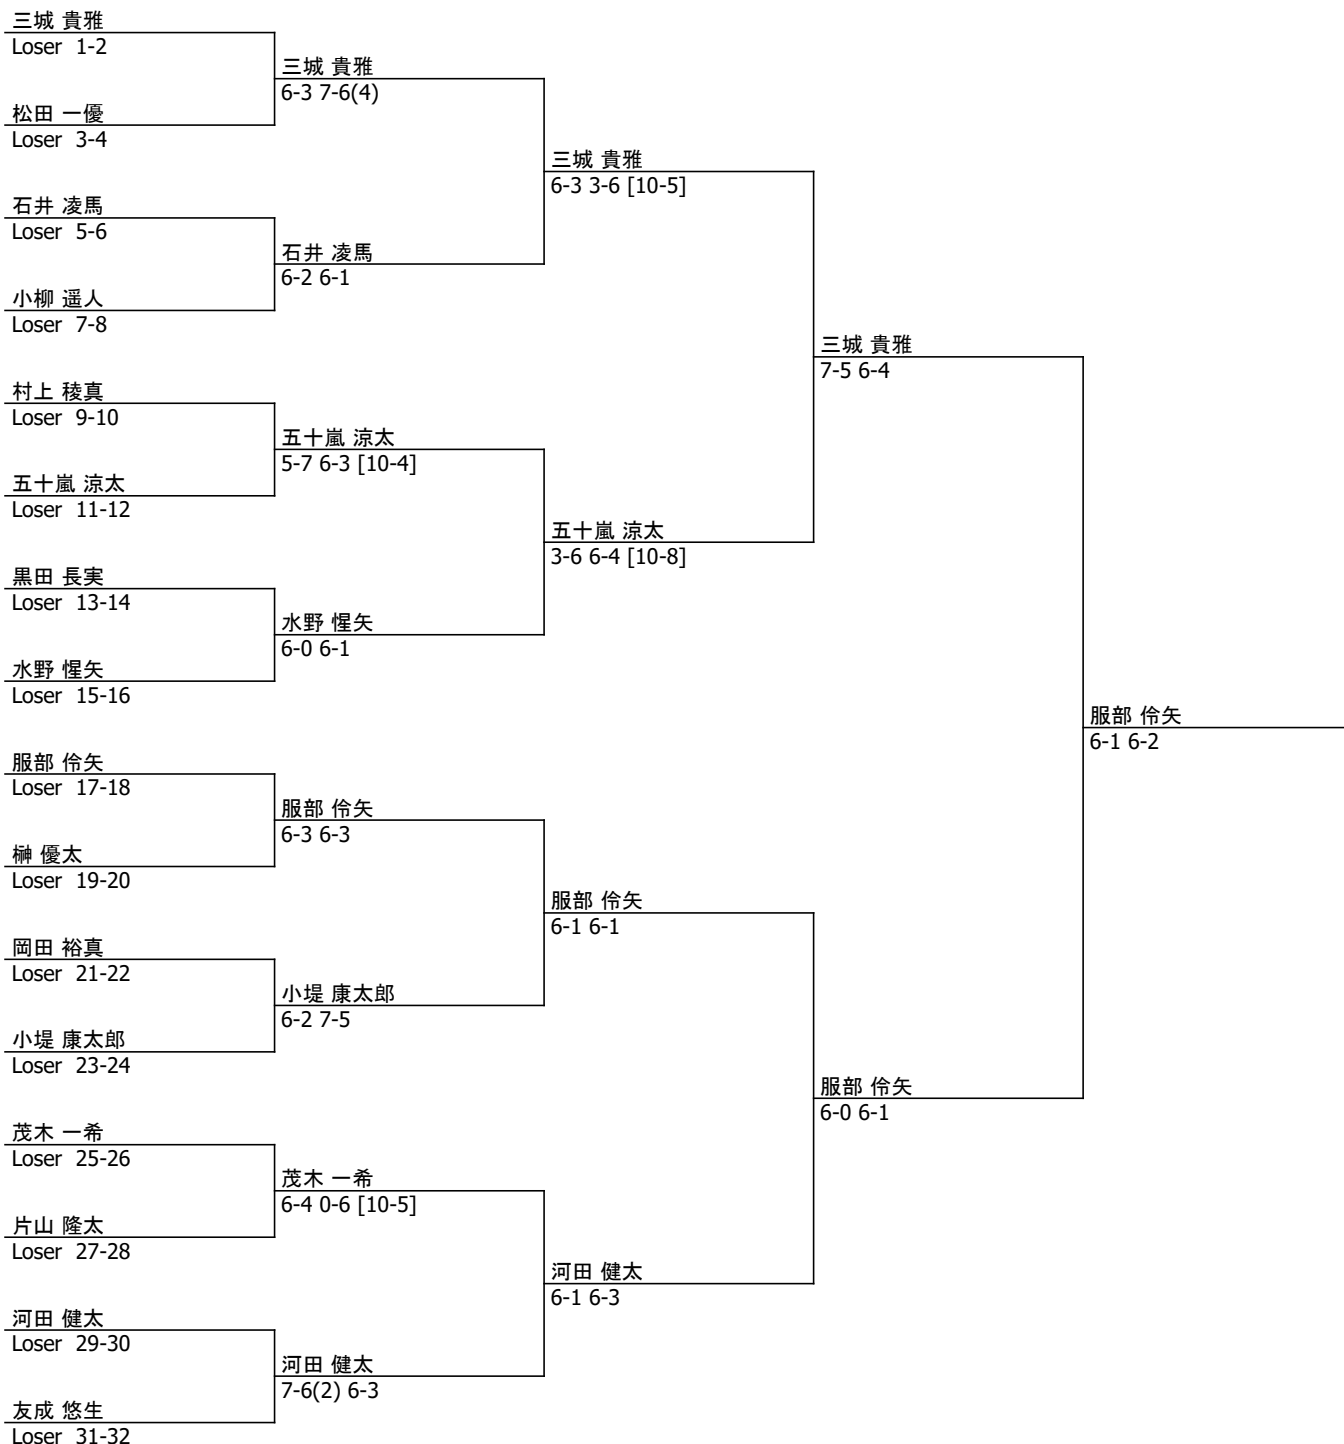 三城 貴雅
Loser 1-2
三城 貴雅
6-3 7-6(4)
松田 一優
Loser 3-4
三城 貴雅
6-3 3-6 [10-5]
石井 凌馬
Loser 5-6
石井 凌馬
6-2 6-1
小柳 遥人
Loser 7-8
三城 貴雅
7-5 6-4
村上 稜真
Loser 9-10
五十嵐 涼太
5-7 6-3 [10-4]
五十嵐 涼太
Loser 11-12
五十嵐 涼太
3-6 6-4 [10-8]
黒田 長実
Loser 13-14
水野 惺矢
6-0 6-1
水野 惺矢
Loser 15-16
服部 伶矢
6-1 6-2
服部 伶矢
Loser 17-18
服部 伶矢
6-3 6-3
榊 優太
Loser 19-20
服部 伶矢
6-1 6-1
岡田 裕真
Loser 21-22
小堤 康太郎
6-2 7-5
小堤 康太郎
Loser 23-24
服部 伶矢
6-0 6-1
茂木 一希
Loser 25-26
茂木 一希
6-4 0-6 [10-5]
片山 隆太
Loser 27-28
河田 健太
6-1 6-3
河田 健太
Loser 29-30
河田 健太
7-6(2) 6-3
友成 悠生
Loser 31-32